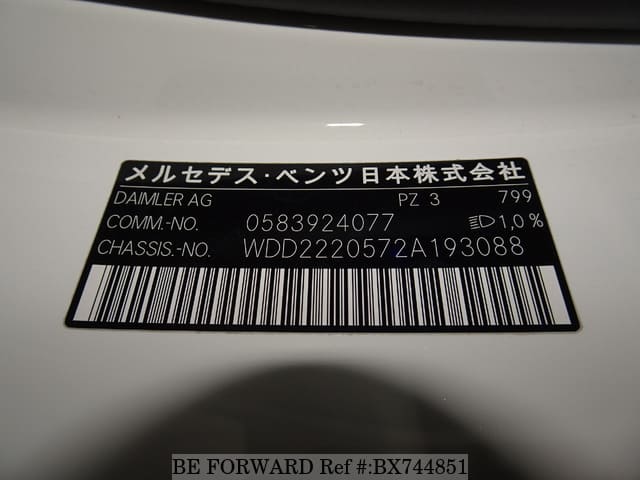 メルセデス・ベンツ日本株式会社
DAIMLER AG PZ 3 799
COMM.-NO. 0583924077 1,0 %
CHASSIS.-NO. WDD2220572A193088
BE FORWARD Ref #:BX744851